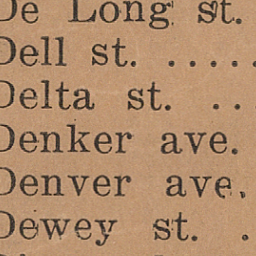 De Long st.
Dell st. .....
Delta st. ...
Denker ave.
Denver ave.
Dewey st. .